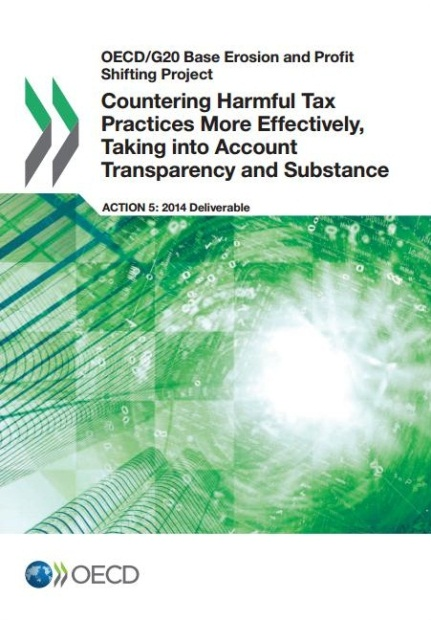 OECD/G20 Base Erosion and Profit
Shifting Project
Countering Harmful Tax
Practices More Effectively,
Taking into Account
Transparency and Substance
ACTION 5: 2014 Deliverable
OECD